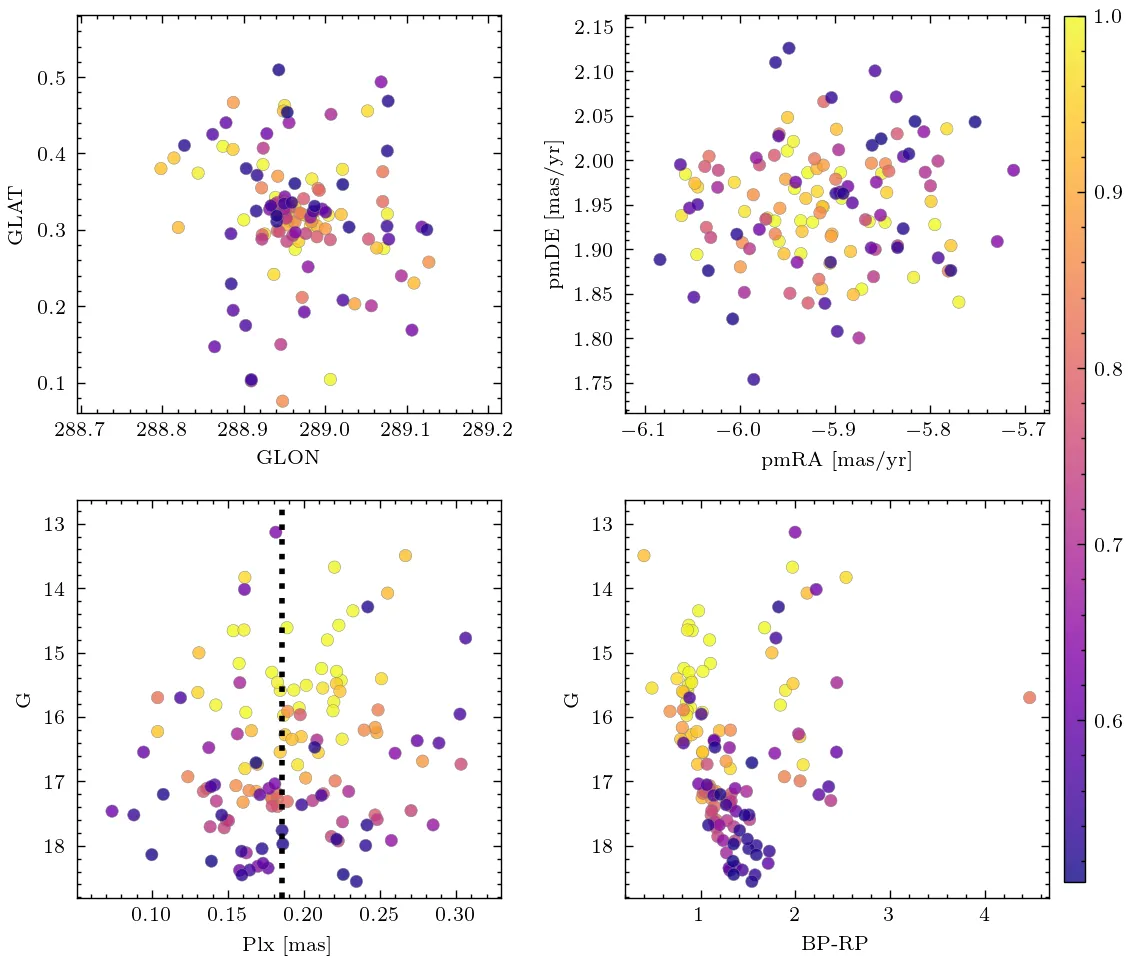 0.5
0.4
0.3
0.2
0.1
GLAT
288.7 288.8 288.9 289.0 289.1 289.2
GLON
2.15
2.10
2.05
2.00
1.95
1.90
1.85
1.80
1.75
pmDE [mas/yr]
−6.1 −6.0 −5.9 −5.8 −5.7
pmRA [mas/yr]
1.0
0.9
0.8
0.7
0.6
13
14
15
16
17
18
G
0.10 0.15 0.20 0.25 0.30
Plx [mas]
13
14
15
16
17
18
G
1 2 3 4
BP-RP